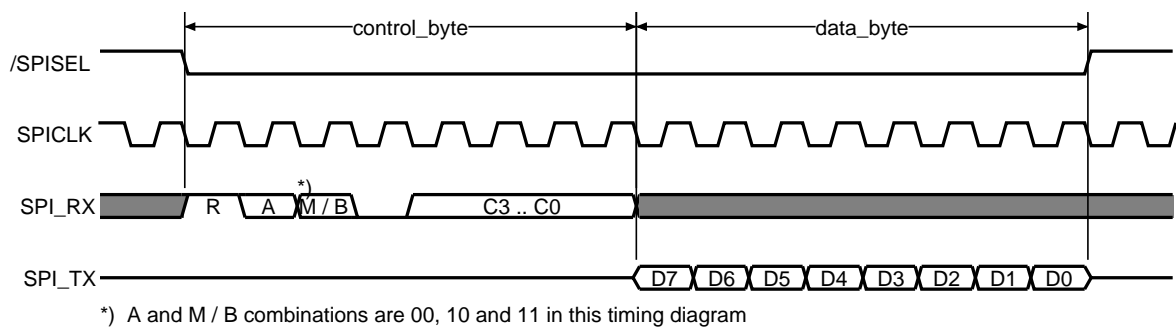 control_byte data_byte
/SPISEL
SPICLK
*)
SPI_RX R A M / B C3 .. C0
SPI_TX D7 D6 D5 D4 D3 D2 D1 D0
*) A and M / B combinations are 00, 10 and 11 in this timing diagram